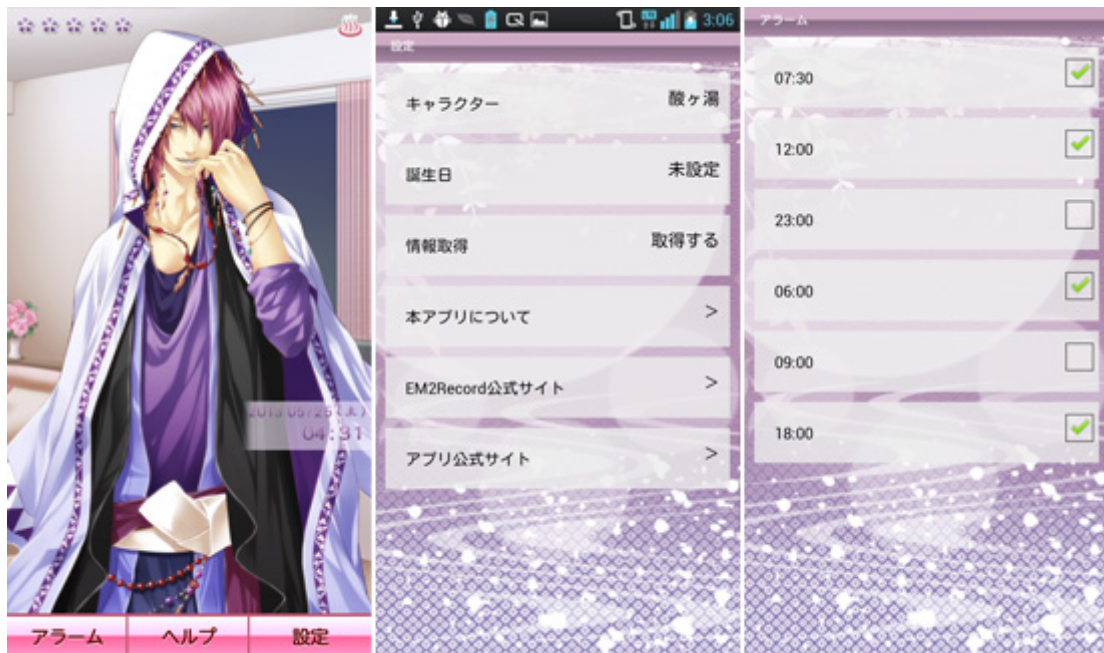 04:31
アラーム
ヘルプ
設定
3:06
設定
キャラクター 酸ヶ湯
誕生日 未設定
情報取得 取得する
本アプリについて >
EM2Record公式サイト >
アプリ公式サイト >
アラーム
07:30
12:00
23:00
06:00
09:00
18:00